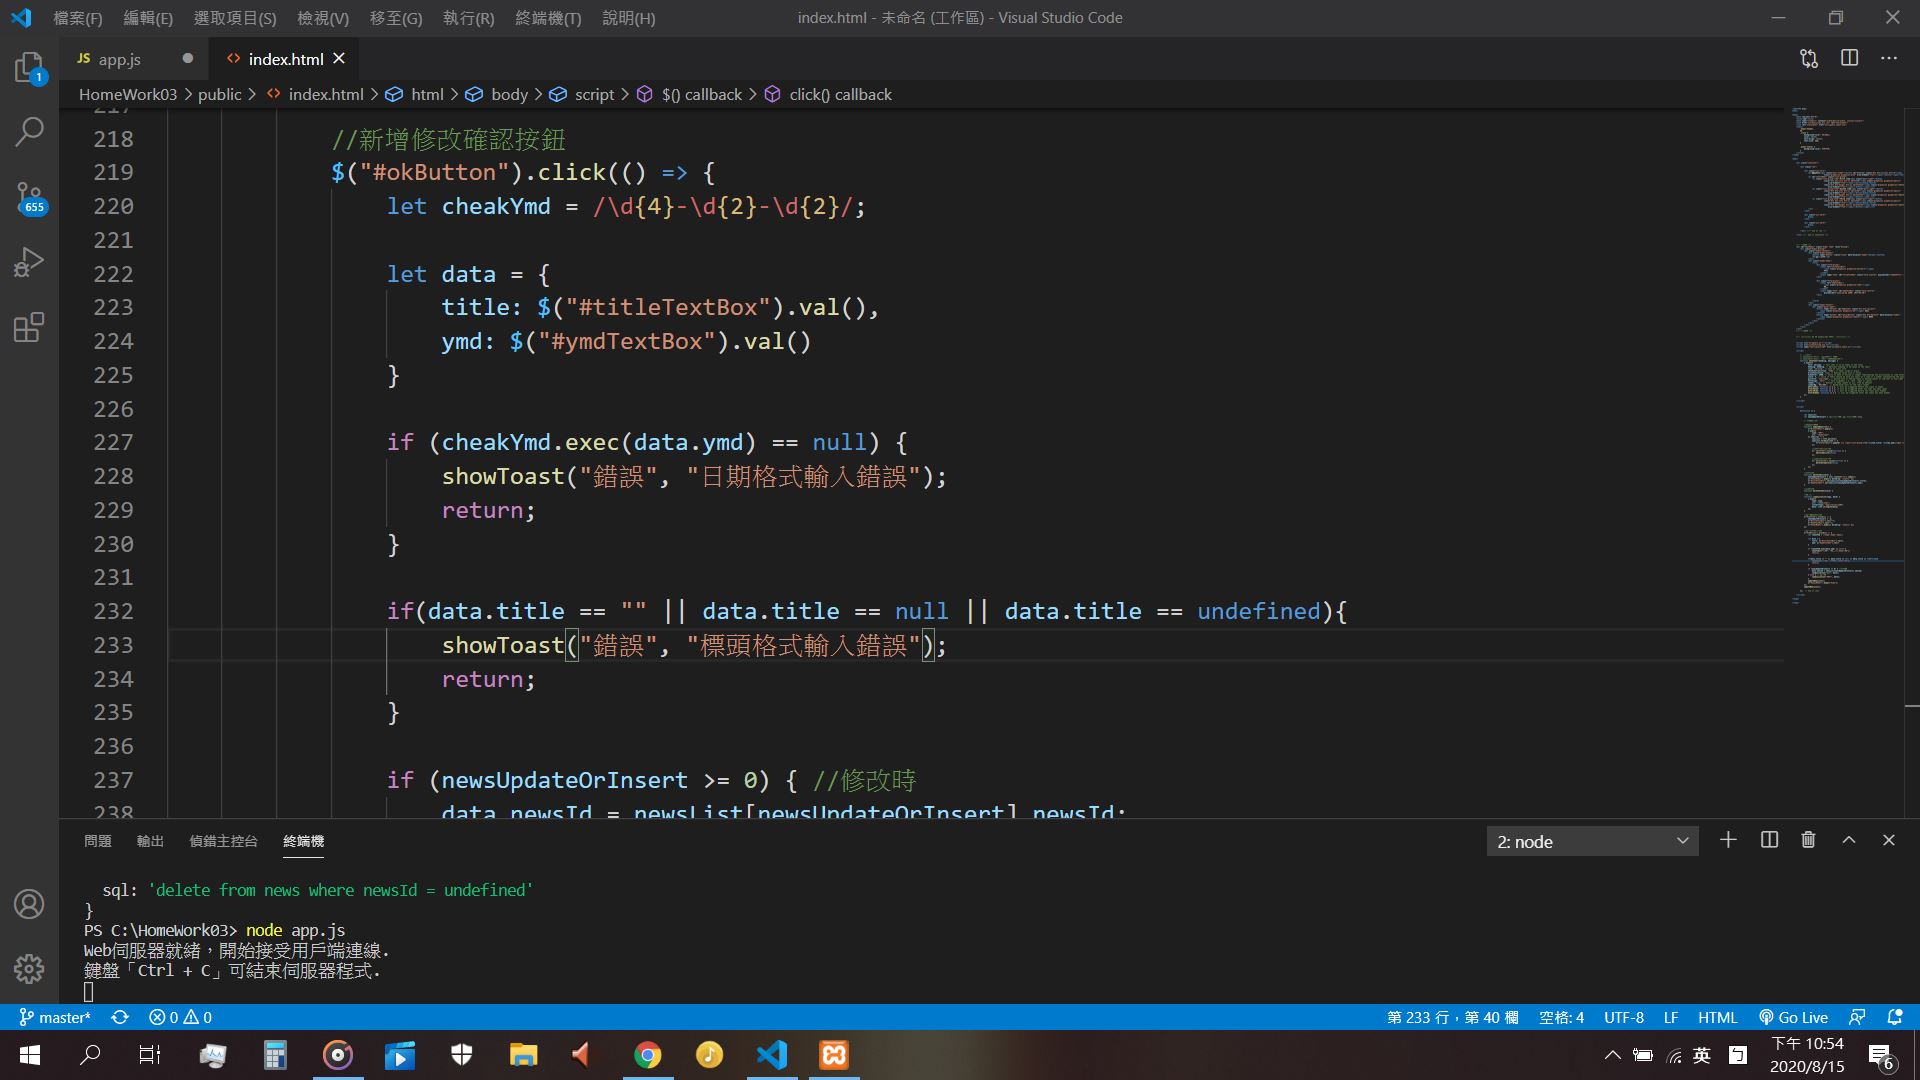 檔案(F) 編輯(E) 選取項目(S) 檢視(V) 移至(G) 執行(R) 終端機(T) 說明(H) index.html - 未命名 (工作區) - Visual Studio Code
JS app.js index.html
HomeWork03 > public > index.html > html > body > script > $() callback > click() callback
218 //新增修改確認按鈕
219 $("#okButton").click(() => {
220 let cheakYmd = /\d{4}-\d{2}-\d{2}/;
221
222 let data = {
223 title: $("#titleTextBox").val(),
224 ymd: $("#ymdTextBox").val()
225 }
226
227 if (cheakYmd.exec(data.ymd) == null) {
228 showToast("錯誤", "日期格式輸入錯誤");
229 return;
230 }
231
232 if(data.title == "" || data.title == null || data.title == undefined){
233 showToast("錯誤", "標頭格式輸入錯誤");
234 return;
235 }
236
237 if (newsUpdateOrInsert >= 0) { //修改時
238 data.newsId = newsList[newsUpdateOrInsert].newsId;
1
655
問題 輸出 偵錯主控台 終端機 2: node
sql: 'delete from news where newsId = undefined'
}
PS C:\HomeWork03> node app.js
Web伺服器就緒，開始接受用戶端連線.
鍵盤「Ctrl + C」可結束伺服器程式.
master* 0 0 第 233 行，第 40 欄 空格: 4 UTF-8 LF HTML Go Live
英 下午 10:54
2020/8/15 6